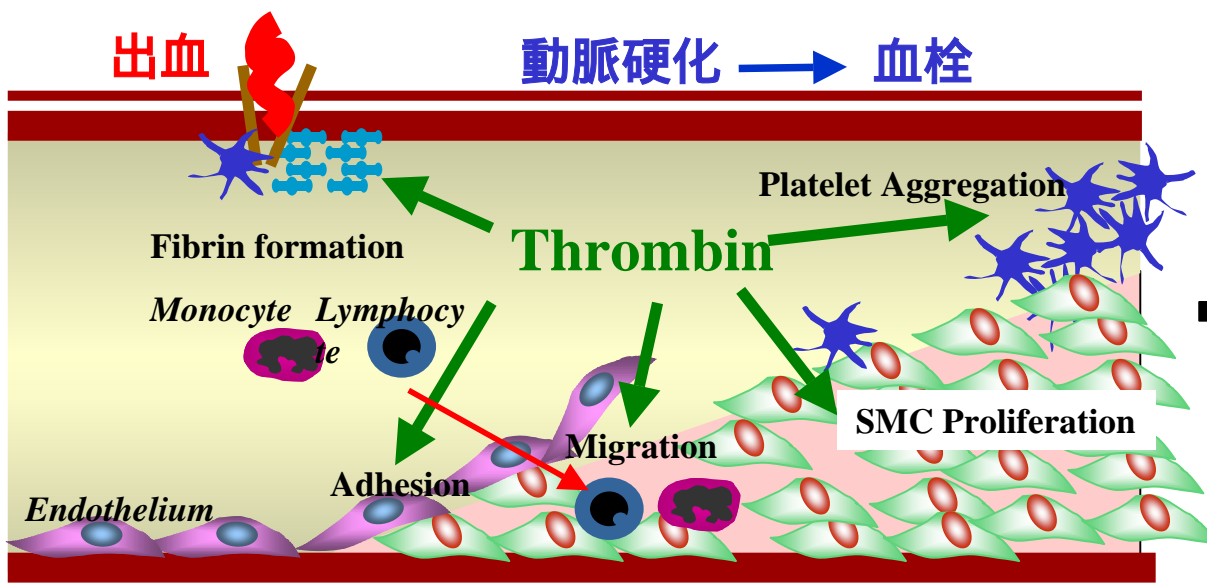 出血
動脈硬化
血栓
Platelet Aggregation
Fibrin formation
Thrombin
Monocyte
Lymphocy
te
SMC Proliferation
Migration
Adhesion
Endothelium